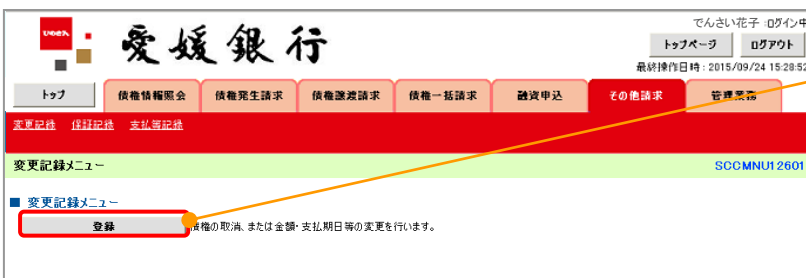 愛媛銀行
でんさい花子 :ログイン中
トップページ ログアウト
最終操作日時 : 2015/09/24 15:28:52
トップ 債権情報照会 債権発生請求 債権譲渡請求 債権一括請求 融資申込 その他請求 管理業務
変更記録 保証記録 支払等記録
変更記録メニュー SCCMNU12601
■ 変更記録メニュー
登録 債権の取消、または金額・支払期日等の変更を行います。